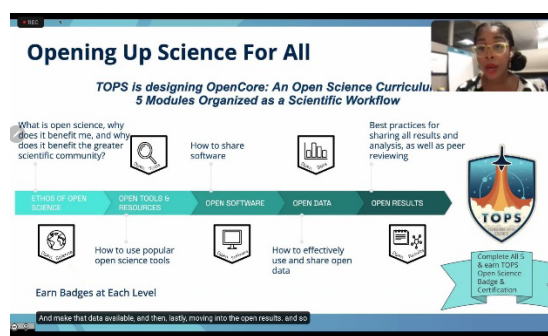 REC
Opening Up Science For All
TOPS is designing OpenCore: An Open Science Curriculu
5 Modules Organized as a Scientific Workflow
What is open science, why
does it benefit me, and why
does it benefit the greater
scientific community?
How to share
software
Best practices for
sharing all results and
analysis, as well as peer
reviewing
ETHOS OF OPEN
SCIENCE
OPEN TOOLS &
RESOURCES
OPEN SOFTWARE
OPEN DATA
OPEN RESULTS
TOPS
How to use popular
open science tools
How to effectively
use and share open
data
Complete All 5
& earn TOPS
Open Science
Badge &
Certification
Earn Badges at Each Level
And make that data available, and then, lastly, moving into the open results, and so